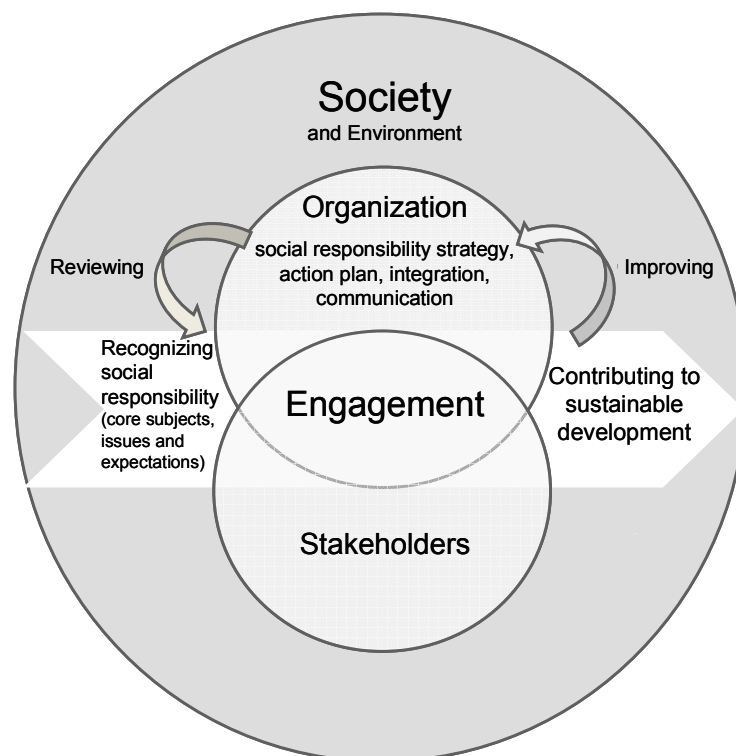 Society
and Environment
Organization
social responsibility strategy,
action plan, integration,
communication
Reviewing
Improving
Recognizing
social
responsibility
(core subjects,
issues and
expectations)
Engagement
Contributing to
sustainable
development
Stakeholders